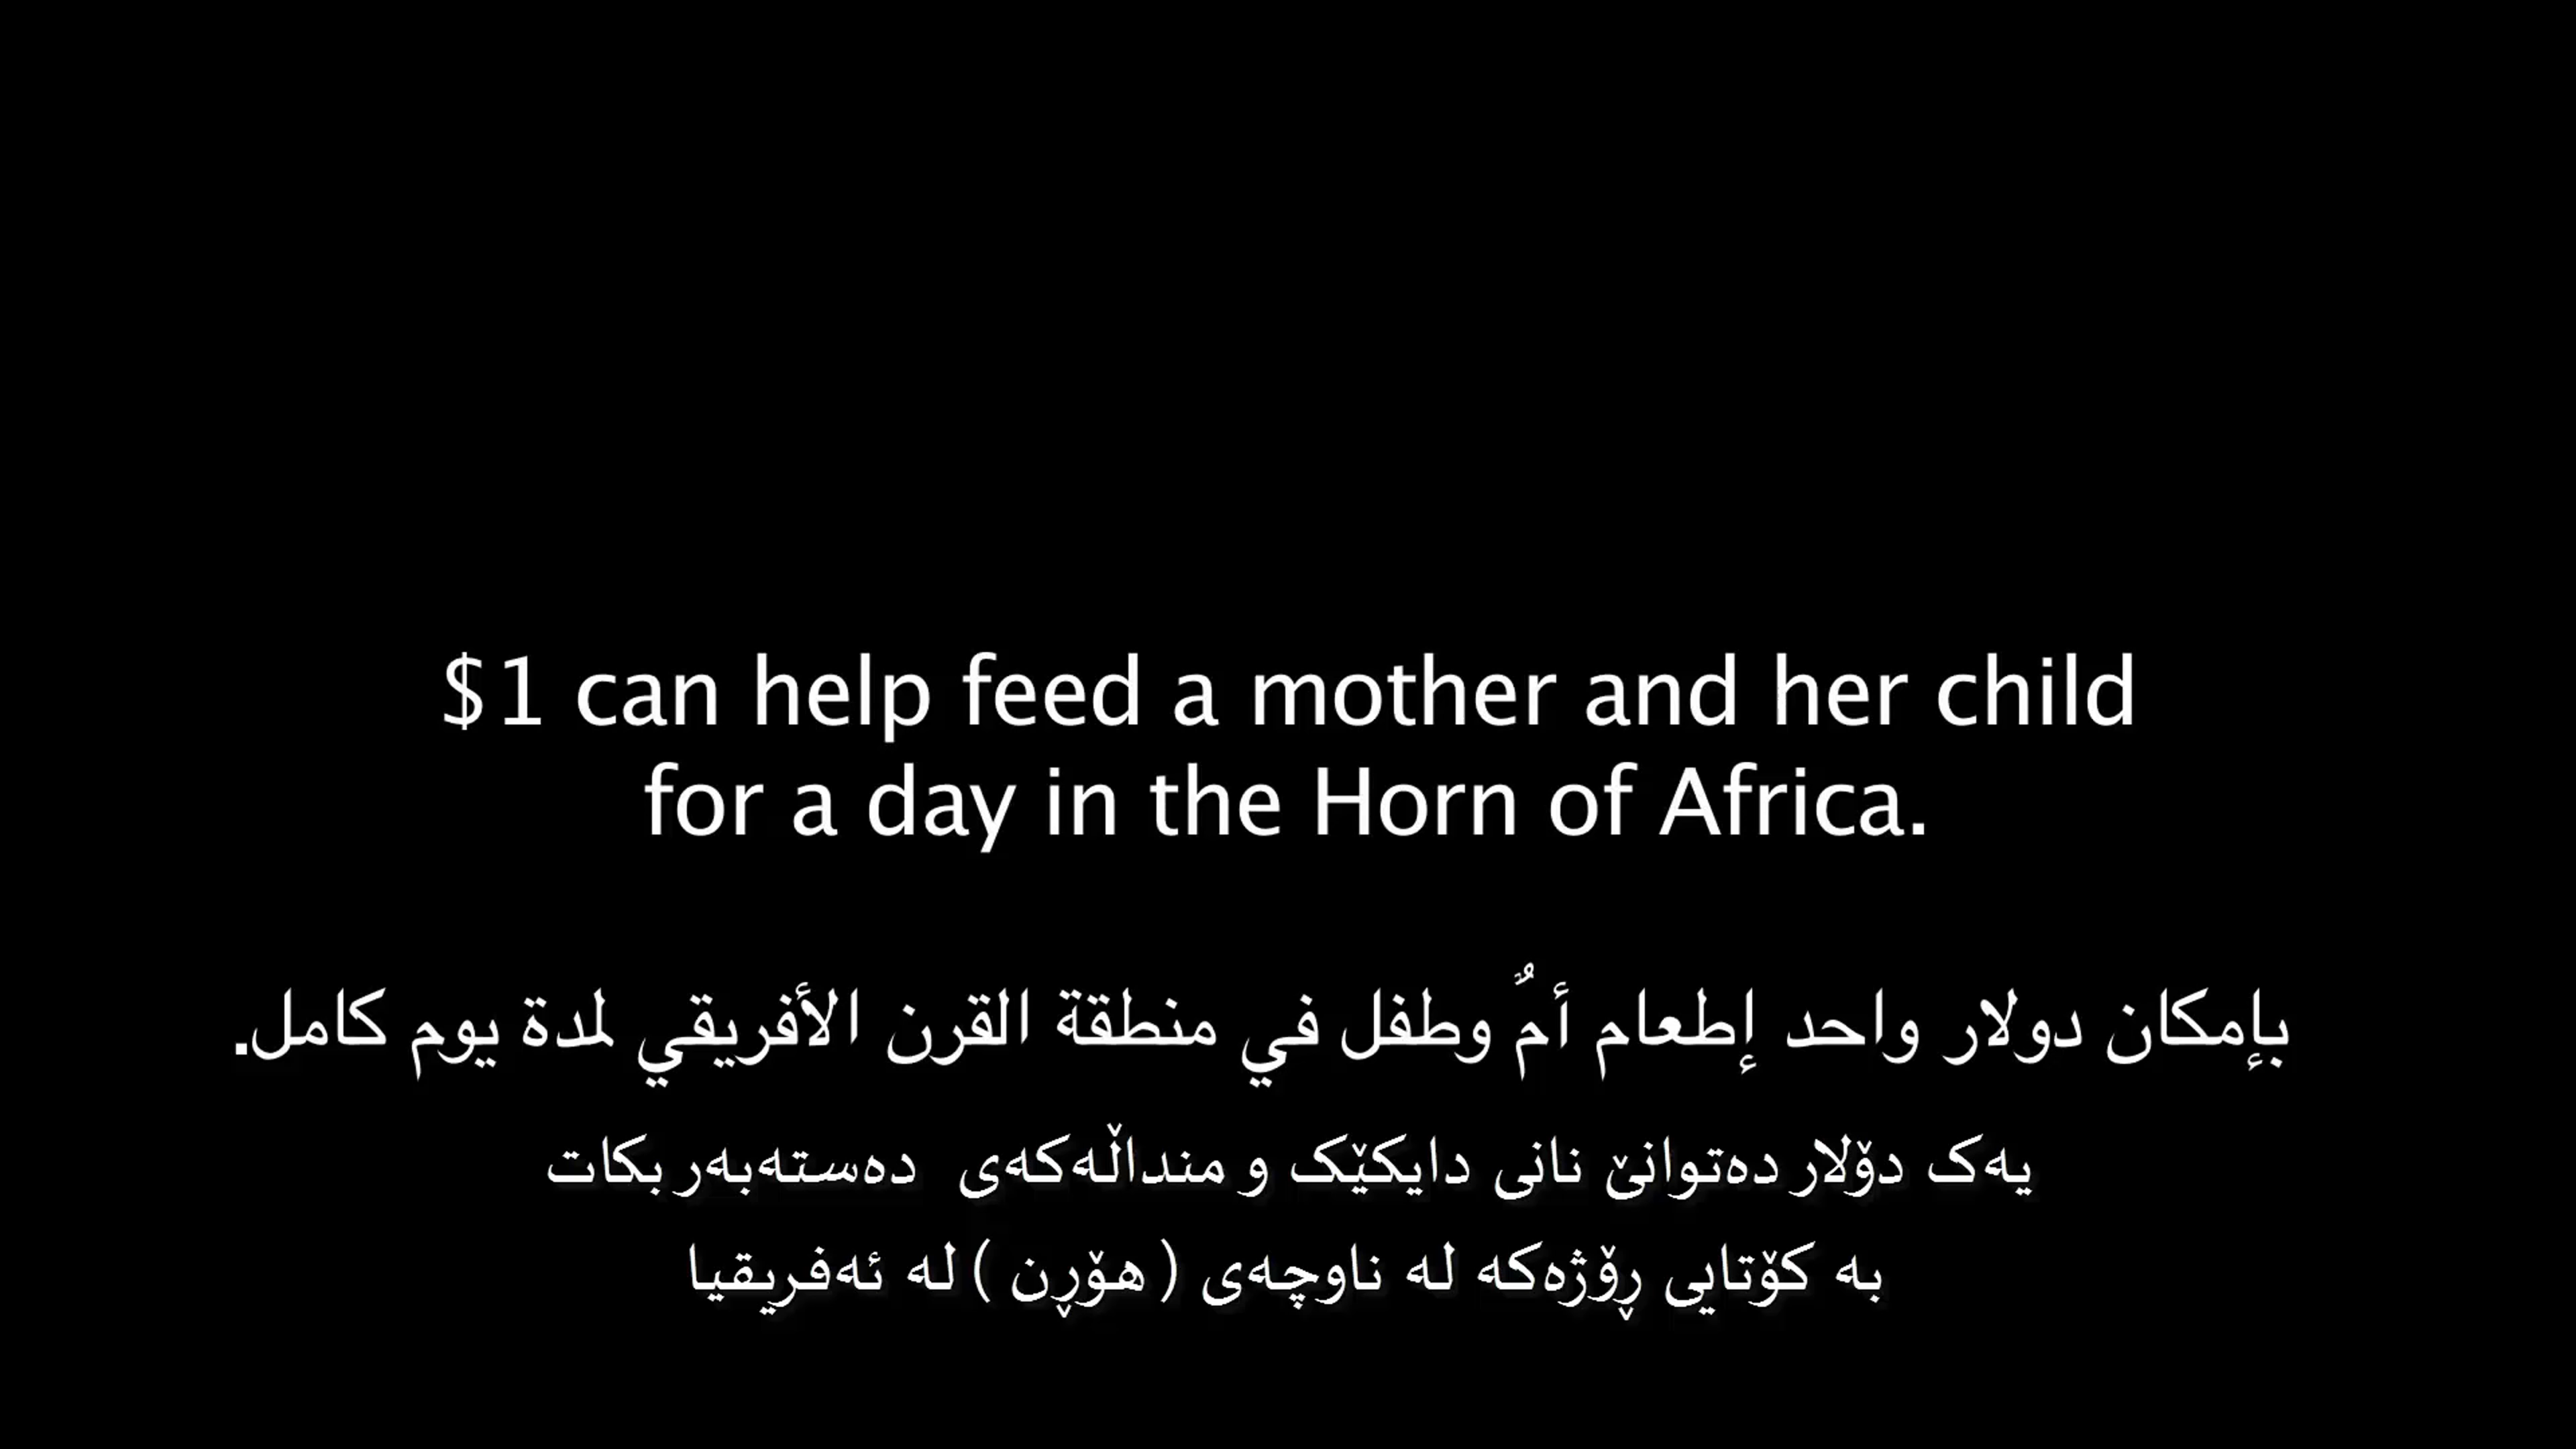 $1 can help feed a mother and her child
for a day in the Horn of Africa.
بإمكان دولار واحد إطعام أمٌ وطفل في منطقة القرن الأفريقي لمدة يوم كامل.
یەک دۆلار دەتوانێ نانی دایکێک و منداڵەکەی دەستەبەر بکات
بە کۆتایی ڕۆژەکە لە ناوچەی ( هۆڕن ) لە ئەفریقیا